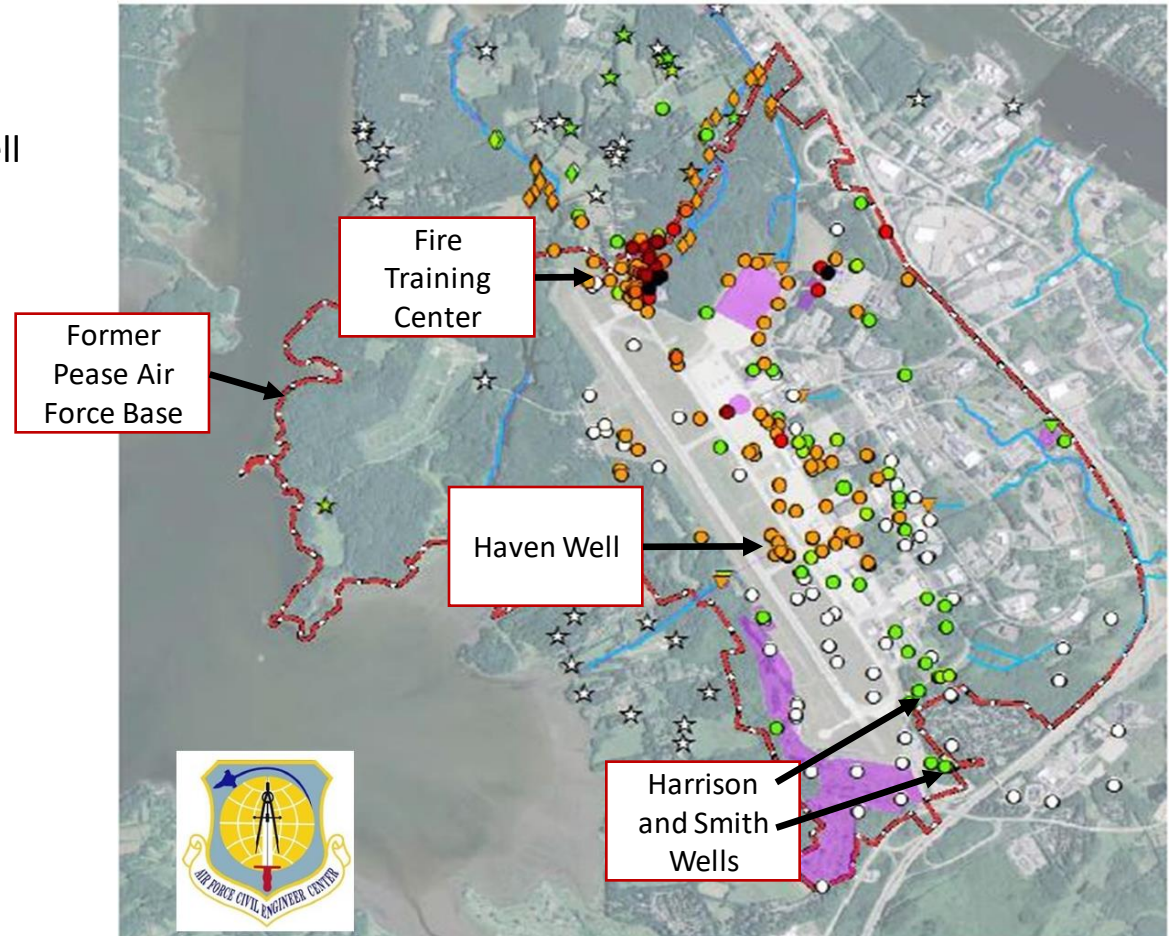 ell
Fire
Training
Center
Former
Pease Air
Force Base
Haven Well
Harrison
and Smith
Wells
AIR FORCE CIVIL ENGINEER CENTER